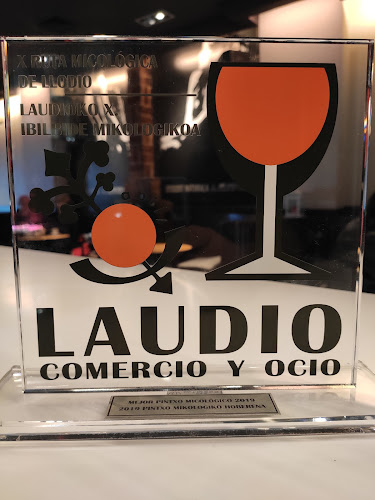 X RUTA MICOLÓGICA
DE LLODIO
LAUDIOKO X.
IBILBIDE MIKOLOGIKOA
LAUDIO
COMERCIO Y OCIO
MEJOR PINTXO MICOLÓGICO 2019
2019 PINTXO MIKOLOGIKO HOBERENA